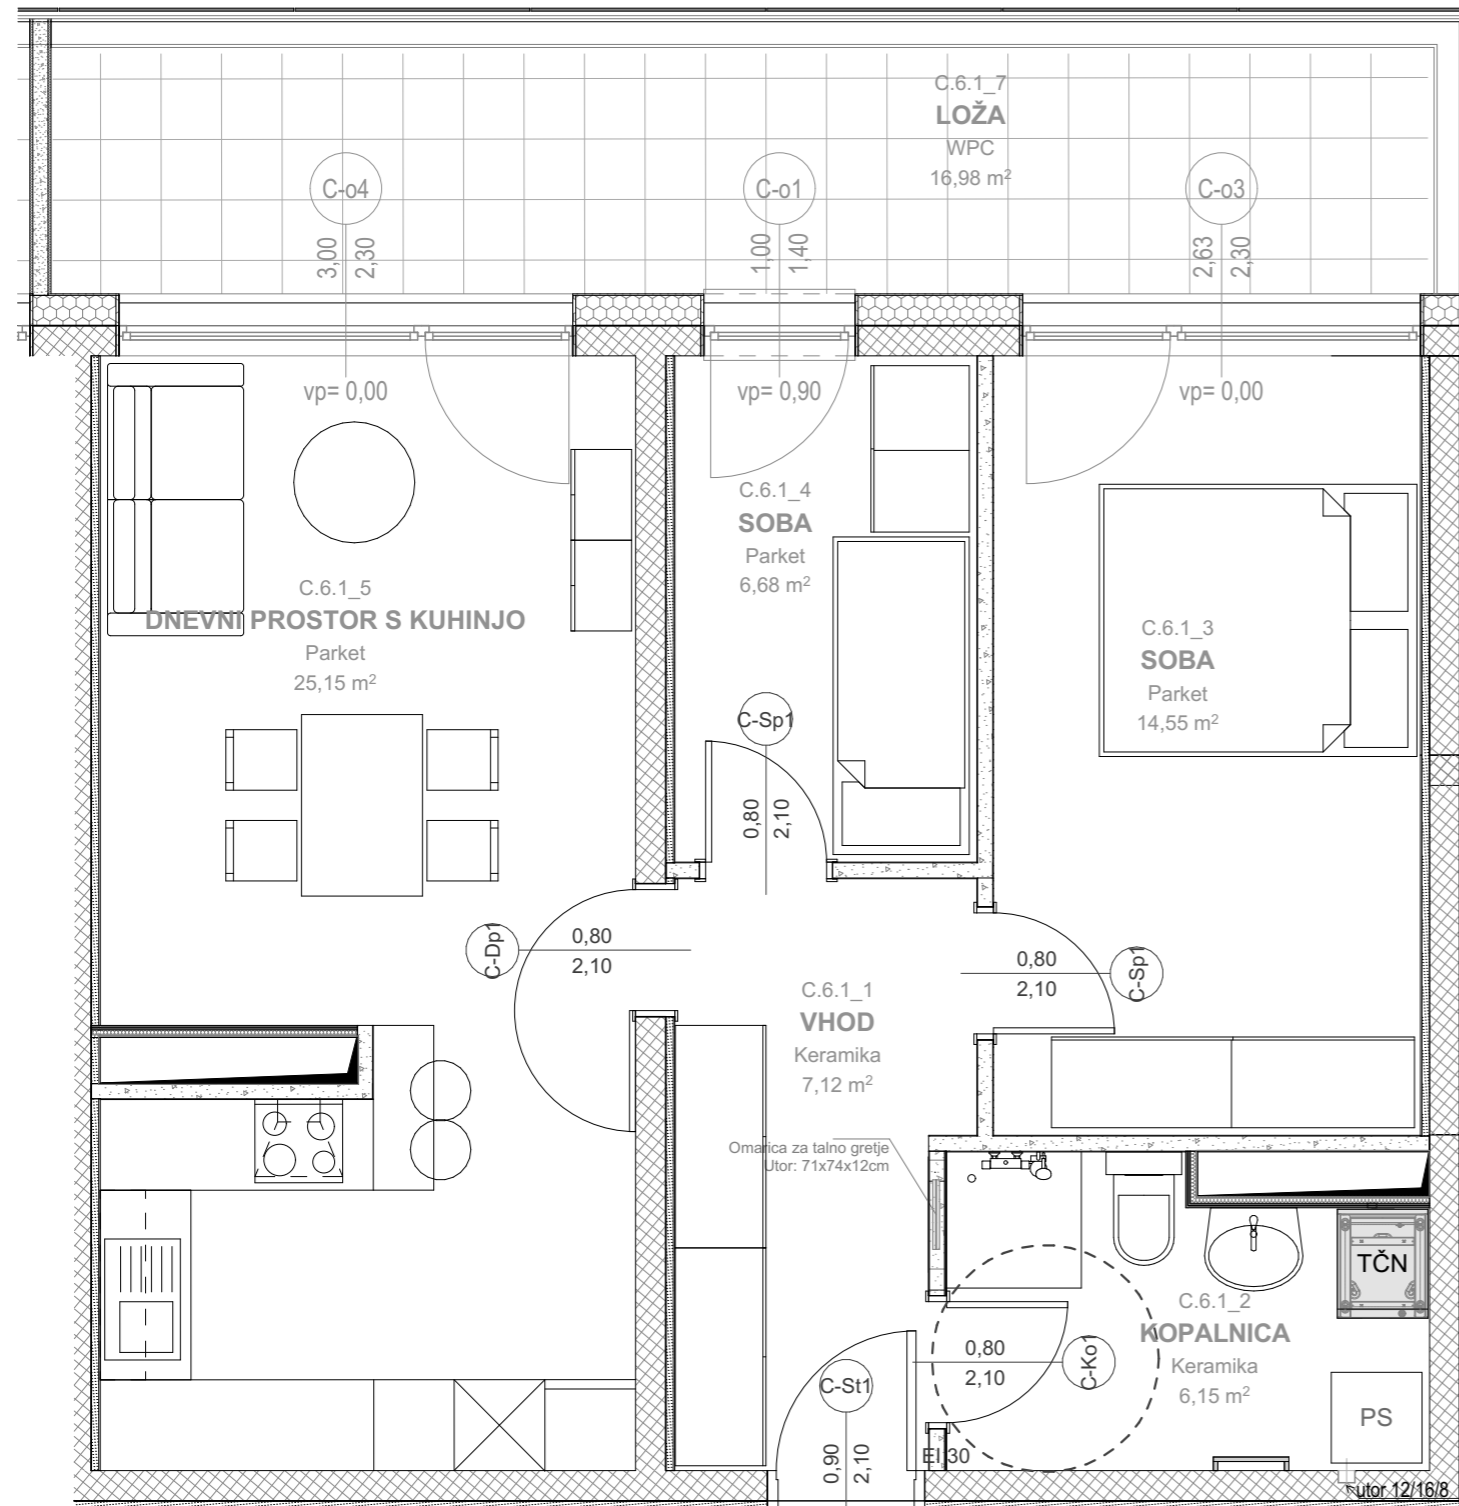 C.6.1_7
LOŽA
WPC
16,98 m²
C-o4
3,00
2,30
C-o1
1,00
1,40
C-o3
2,63
2,30
vp= 0,00
vp= 0,90
vp= 0,00
C.6.1_4
SOBA
Parket
6,68 m²
C.6.1_5
DNEVNI PROSTOR S KUHINJO
Parket
25,15 m²
C.6.1_3
SOBA
Parket
14,55 m²
C-Sp1
0,80
2,10
C-Dp1
0,80
2,10
0,80
2,10
C-Sp1
C.6.1_1
VHOD
Keramika
7,12 m²
Omarica za talno gretje
Utor: 71x74x12cm
TČN
C.6.1_2
KOPALNICA
Keramika
6,15 m²
0,80
2,10
C-Ko1
C-St1
0,90
2,10
EI 30
PS
utor 12/16/8